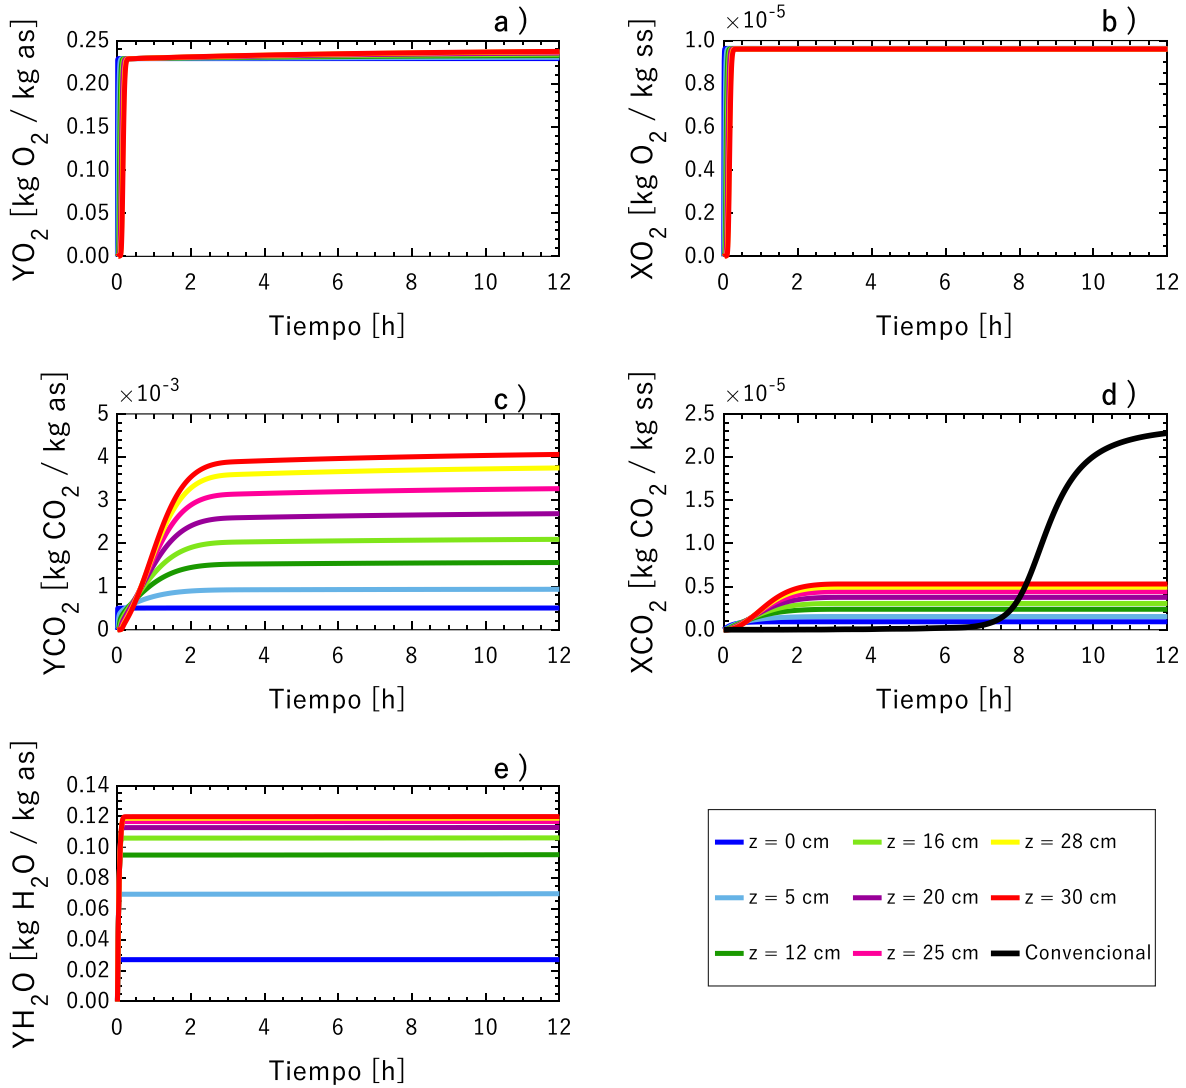 a )
YO2 [kg O2 / kg as]
0.25
0.20
0.15
0.10
0.05
0.00
0 2 4 6 8 10 12
Tiempo [h]
b )
×10-5
XO2 [kg O2 / kg ss]
1.0
0.8
0.6
0.4
0.2
0.0
0 2 4 6 8 10 12
Tiempo [h]
c )
×10-3
YCO2 [kg CO2 / kg as]
5
4
3
2
1
0
0 2 4 6 8 10 12
Tiempo [h]
d )
×10-5
XCO2 [kg CO2 / kg ss]
2.5
2.0
1.5
1.0
0.5
0.0
0 2 4 6 8 10 12
Tiempo [h]
e )
YH2O [kg H2O / kg as]
0.14
0.12
0.10
0.08
0.06
0.04
0.02
0.00
0 2 4 6 8 10 12
Tiempo [h]
z = 0 cm z = 16 cm z = 28 cm
z = 5 cm z = 20 cm z = 30 cm
z = 12 cm z = 25 cm Convencional